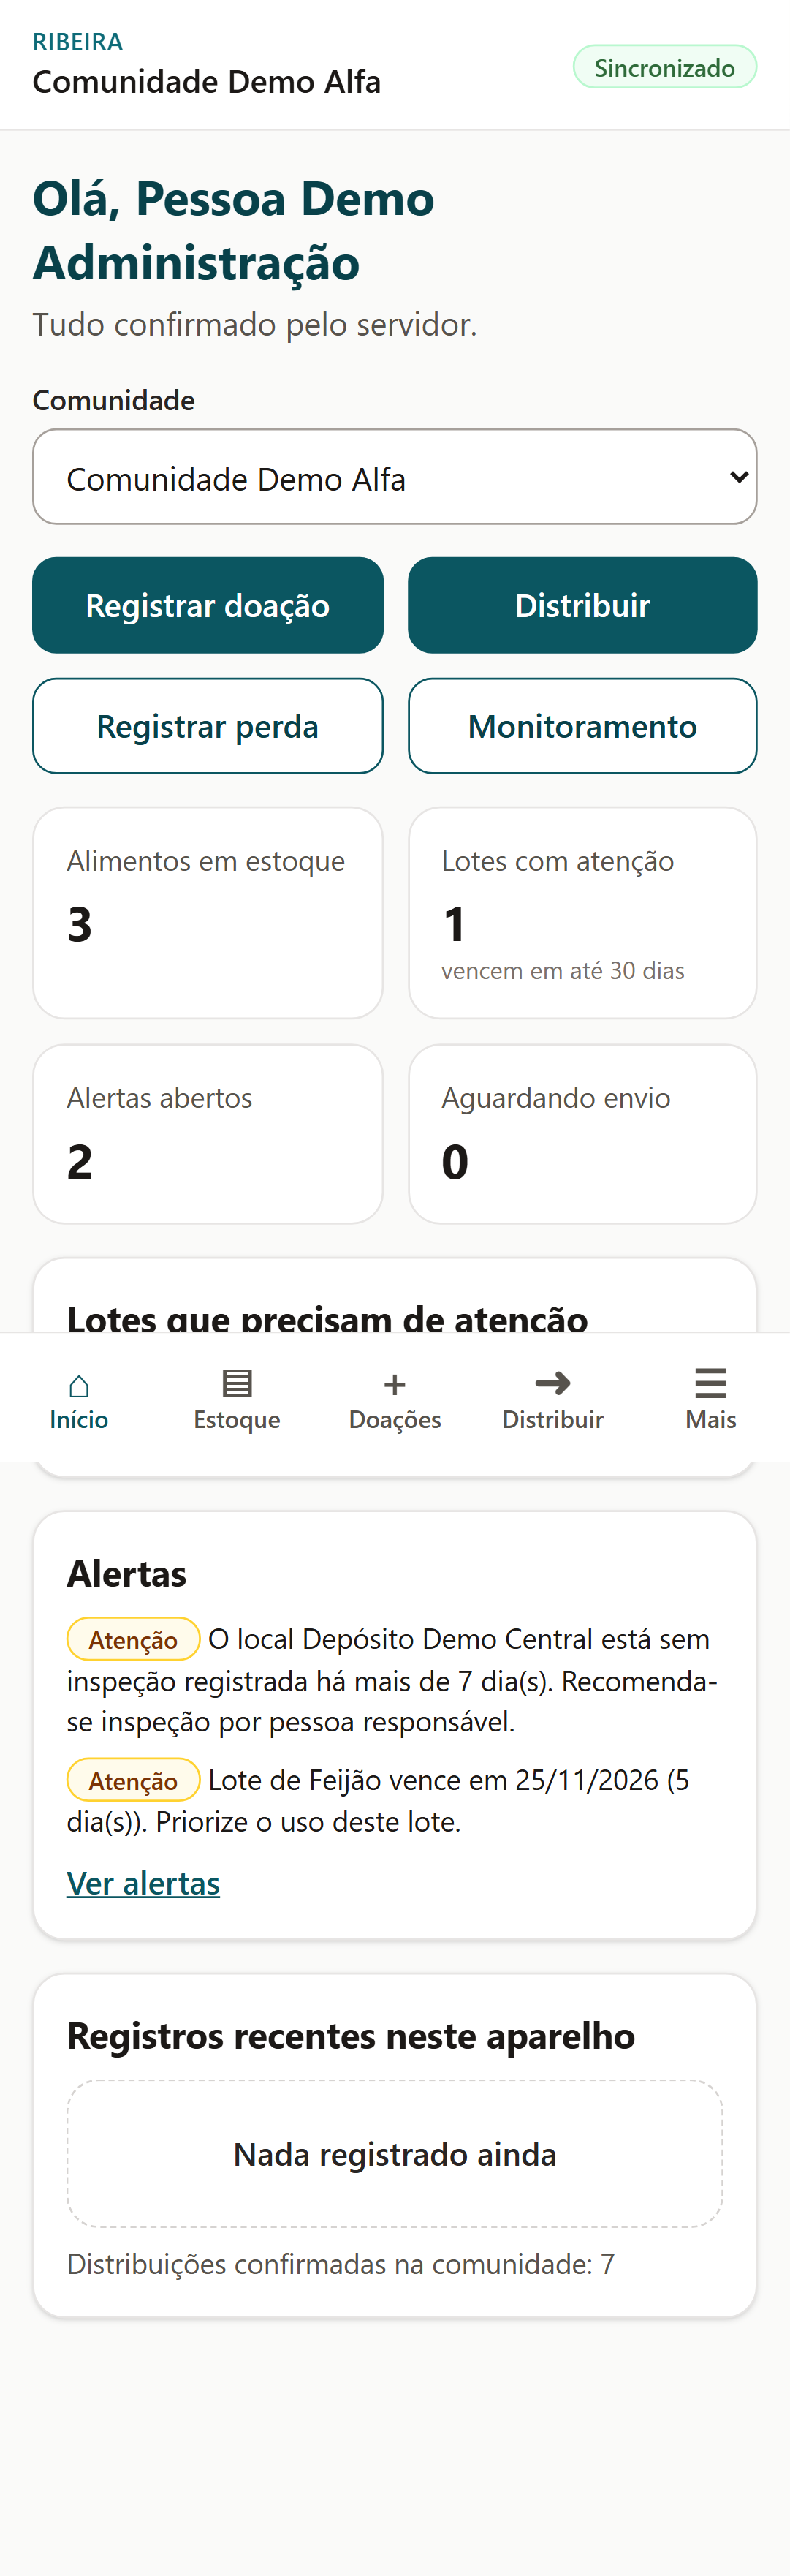 RIBEIRA
Comunidade Demo Alfa
Sincronizado
Olá, Pessoa Demo
Administração
Tudo confirmado pelo servidor.
Comunidade
Comunidade Demo Alfa
Registrar doação
Distribuir
Registrar perda
Monitoramento
Alimentos em estoque
3
Lotes com atenção
1
vencem em até 30 dias
Alertas abertos
2
Aguardando envio
0
Lotes que precisam de atenção
Início
Estoque
Doações
Distribuir
Mais
Alertas
Atenção O local Depósito Demo Central está sem
inspeção registrada há mais de 7 dia(s). Recomenda-
se inspeção por pessoa responsável.
Atenção Lote de Feijão vence em 25/11/2026 (5
dia(s)). Priorize o uso deste lote.
Ver alertas
Registros recentes neste aparelho
Nada registrado ainda
Distribuições confirmadas na comunidade: 7